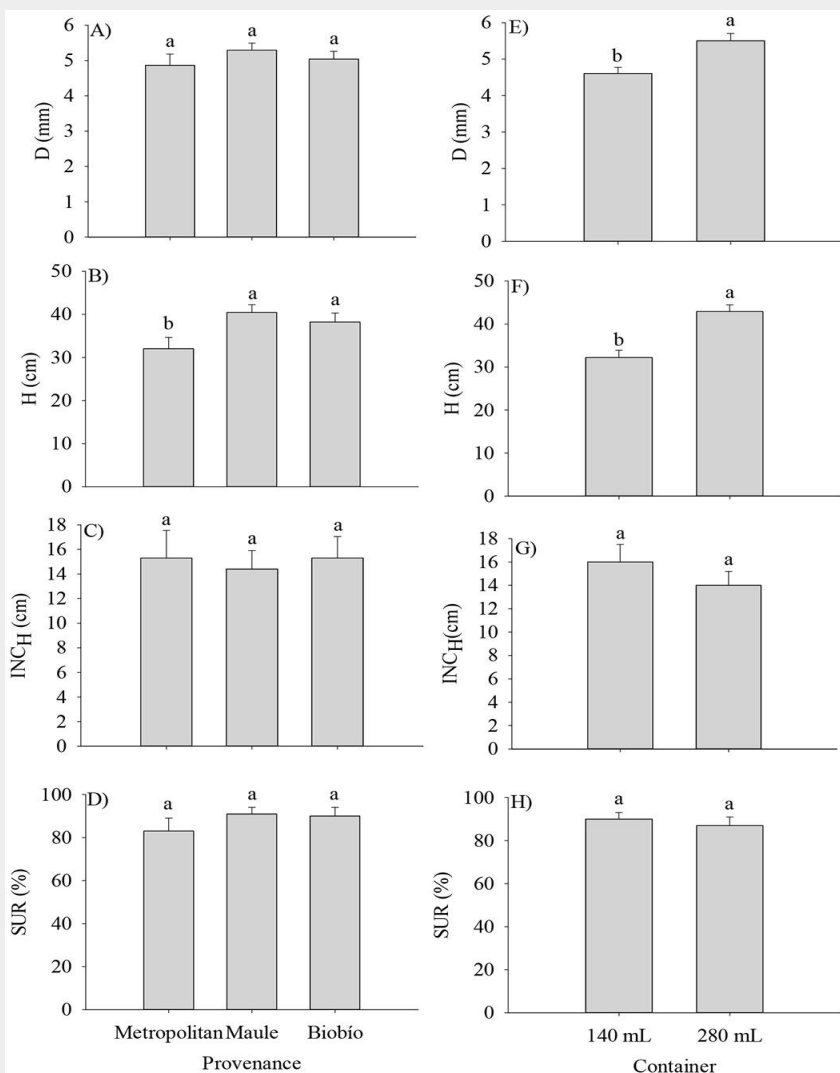 A)
a a a
6
5
4
3
2
1
0
D (mm)
B)
b a a
50
40
30
20
10
0
H (cm)
C)
a a a
18
16
14
12
10
8
6
4
2
0
INCH (cm)
D)
a a a
100
80
60
40
20
0
SUR (%)
Metropolitan Maule Biobío
Provenance
E)
b a
6
5
4
3
2
1
0
D (mm)
F)
b a
50
40
30
20
10
0
H (cm)
G)
a a
18
16
14
12
10
8
6
4
2
0
INCH(cm)
H)
a a
100
80
60
40
20
0
SUR (%)
140 mL 280 mL
Container